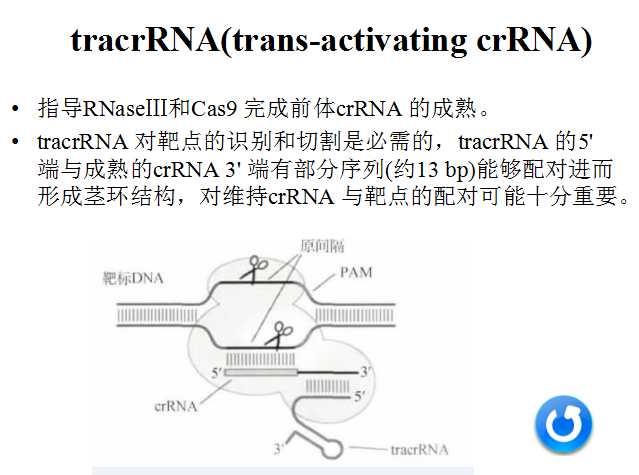 tracrRNA(trans-activating crRNA)
• 指导RNaseⅢ和Cas9 完成前体crRNA 的成熟。
• tracrRNA 对靶点的识别和切割是必需的，tracrRNA 的5'
端与成熟的crRNA 3' 端有部分序列(约13 bp)能够配对进而
形成茎环结构，对维持crRNA 与靶点的配对可能十分重要。
原间隔
靶标DNA
PAM
5′
3′
5′
crRNA
3′
tracrRNA